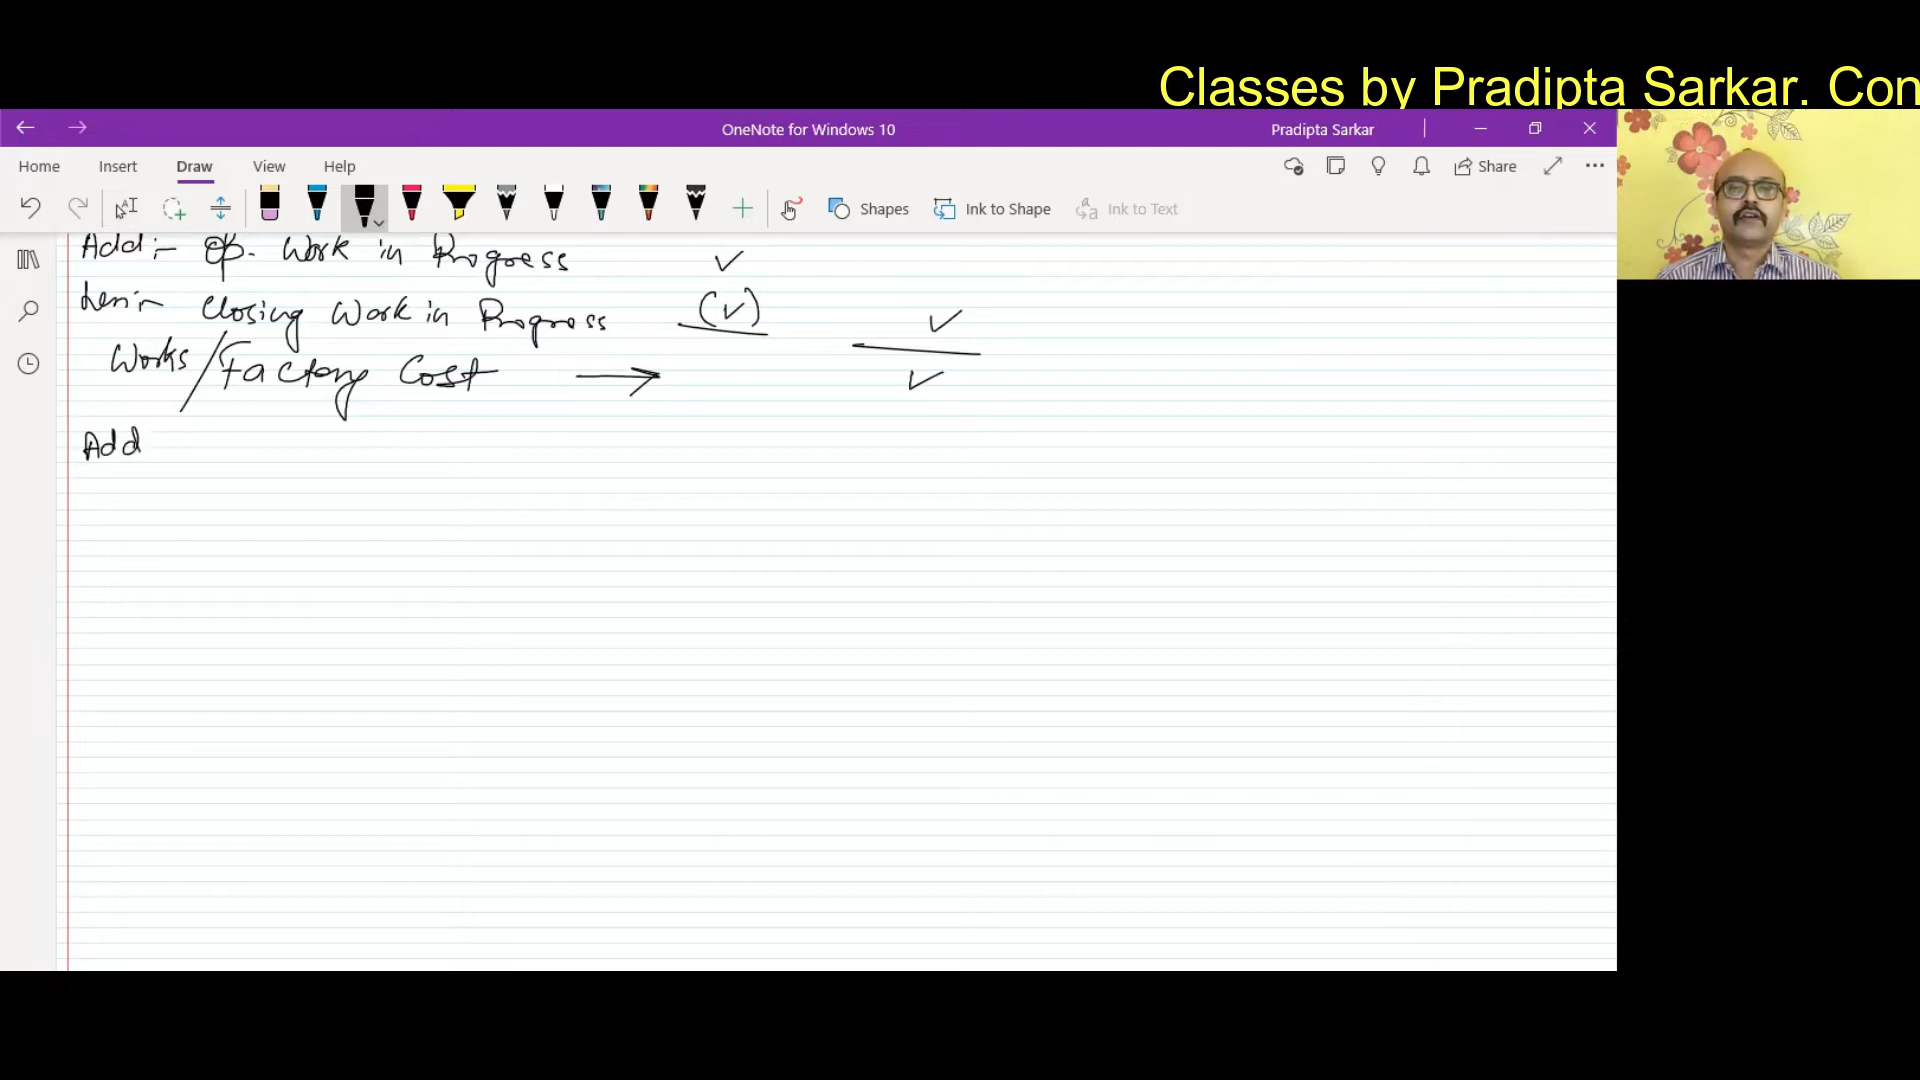 Classes by Pradipta Sarkar. Con
OneNote for Windows 10
Pradipta Sarkar
Home Insert Draw View Help
Share
Shapes Ink to Shape Ink to Text
Add:- Op. Work in Progress ✓
Less:- Closing Work in Progress (✓) ✓
Works/Factory Cost → ✓
Add